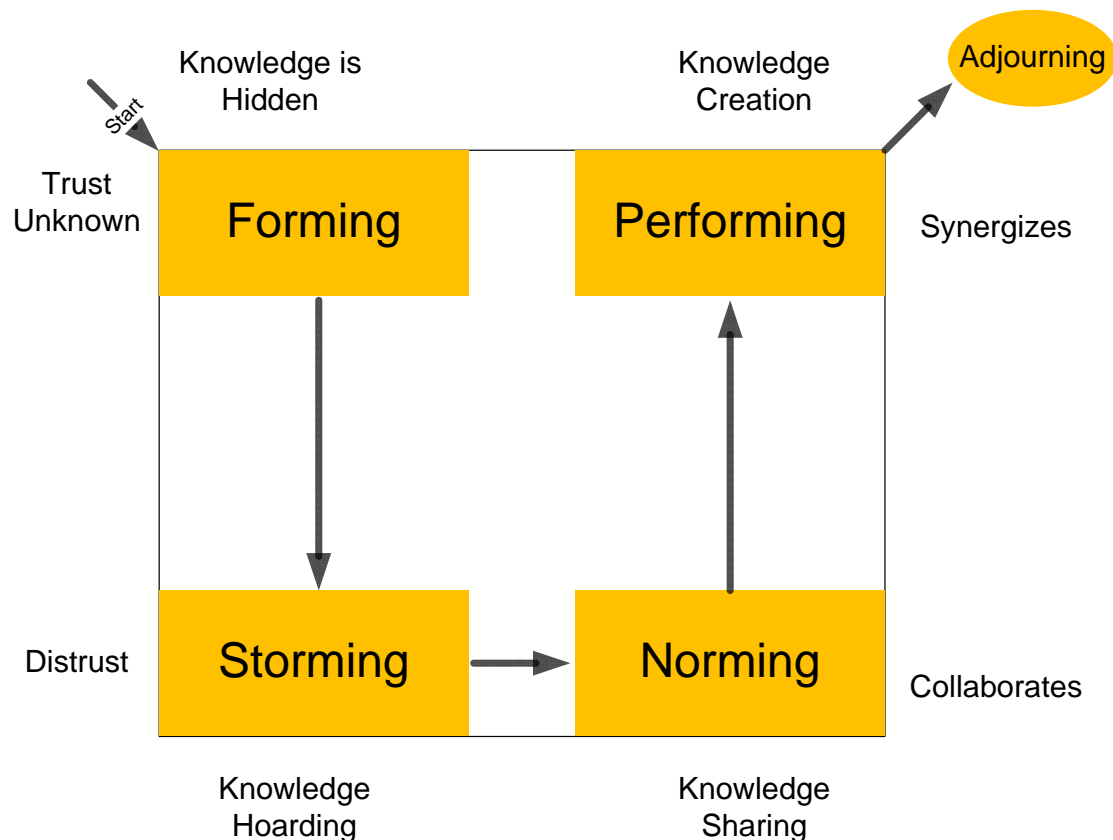 Knowledge is
Hidden
Knowledge
Creation
Adjourning
Start
Trust
Unknown
Forming
Performing
Synergizes
Distrust
Storming
Norming
Collaborates
Knowledge
Hoarding
Knowledge
Sharing